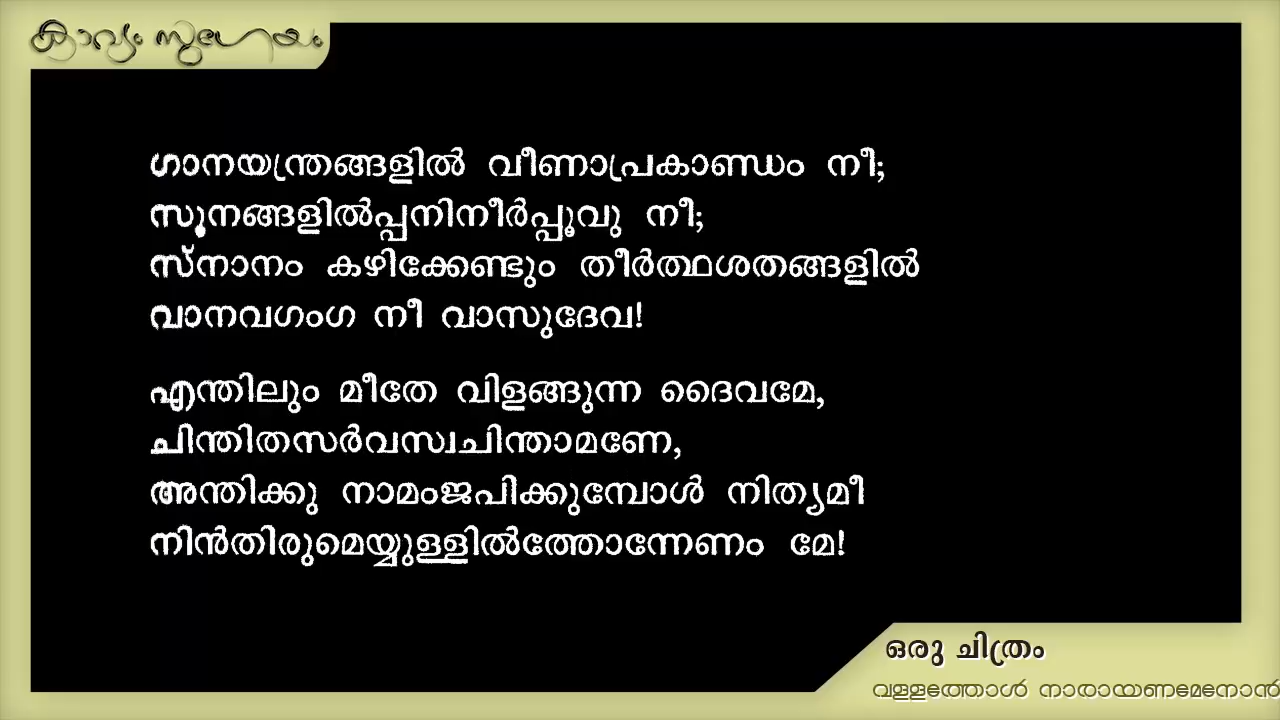 കാവ്യം സുഗേയം
ഗാനയന്ത്രങ്ങളിൽ വീണാപ്രകാണ്ഡം നീ;
സൂനങ്ങളിൽപ്പനിനീർപ്പൂവു നീ;
സ്നാനം കഴിക്കേണ്ടും തീർത്ഥശതങ്ങളിൽ
വാനവഗംഗ നീ വാസുദേവ!
എന്തിലും മീതേ വിളങ്ങുന്ന ദൈവമേ,
ചിന്തിതസർവസ്വചിന്താമണേ,
അന്തിക്കു നാമംജപിക്കുമ്പോൾ നിത്യമീ
നിൻതിരുമെയ്യുള്ളിൽത്തോന്നേണം മേ!
ഒരു ചിത്രം
വള്ളത്തോൾ നാരായണമേനോൻ